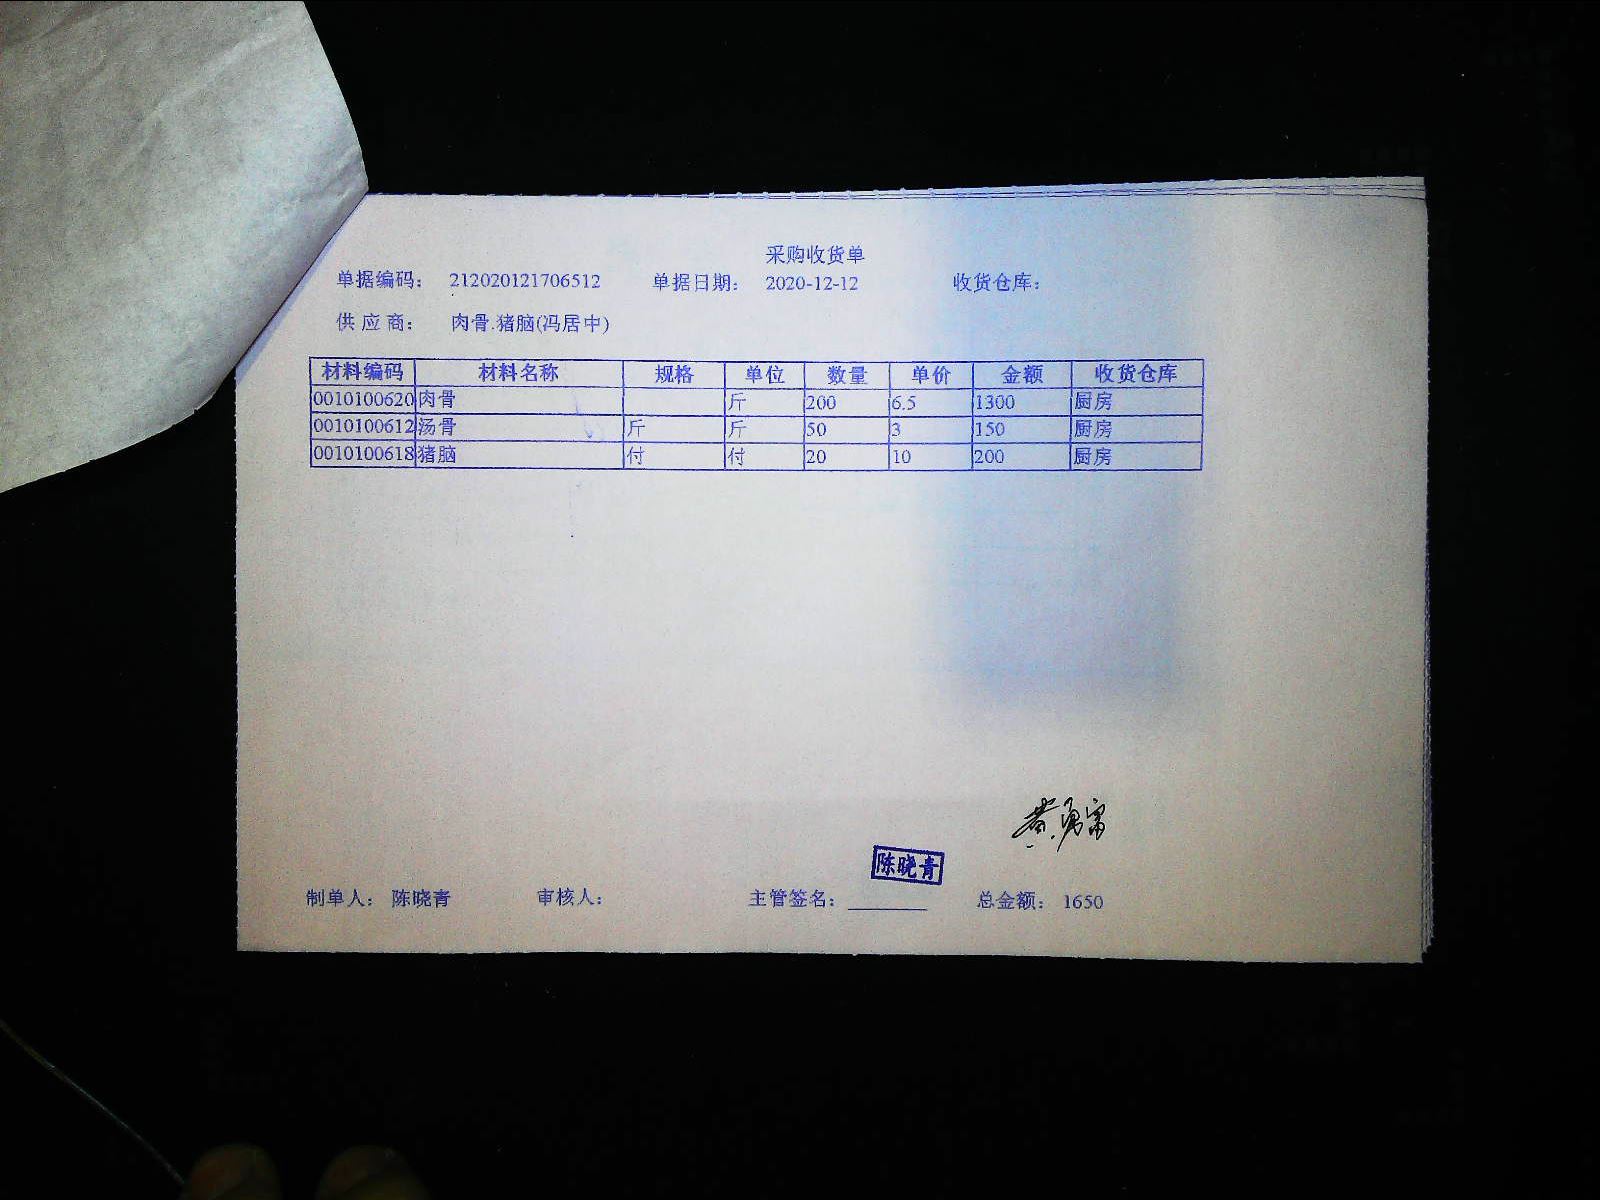 采购收货单
单据编码: 212020121706512 单据日期: 2020-12-12 收货仓库:
供 应 商: 肉骨.猪脑(冯居中)
材料编码 材料名称 规格 单位 数量 单价 金额 收货仓库
0010100620 肉骨 斤 200 6.5 1300 厨房
0010100612 汤骨 斤 斤 50 3 150 厨房
0010100618 猪脑 付 付 20 10 200 厨房
黄勇富
陈晓青
制单人: 陈晓青 审核人: 主管签名: ________ 总金额: 1650